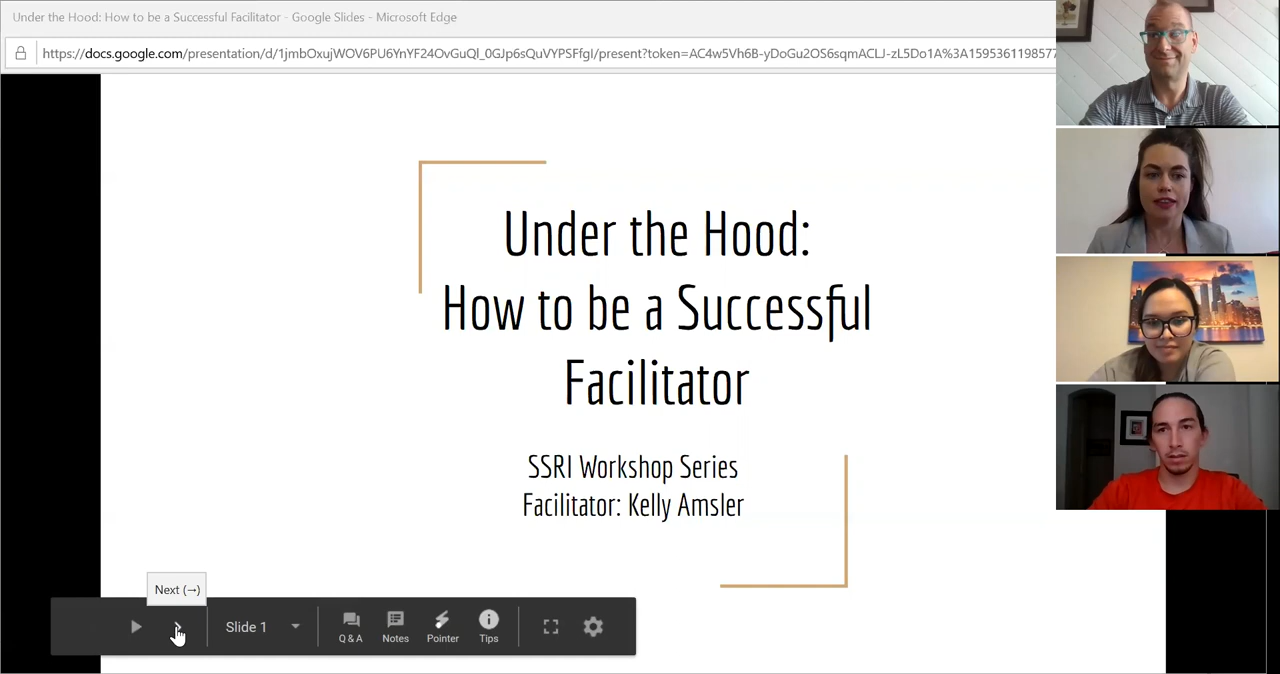 Under the Hood: How to be a Successful Facilitator - Google Slides - Microsoft Edge
https://docs.google.com/presentation/d/1jmbOxujWOV6PU6YnYF24OvGuQl_0GJp6sQuVYPSFfgI/present?token=AC4w5Vh6B-yDoGu2OS6sqmACLJ-zL5Do1A%3A1595361198577
Under the Hood:
How to be a Successful
Facilitator
SSRI Workshop Series
Facilitator: Kelly Amsler
Next (→)
Slide 1
Q & A Notes Pointer Tips